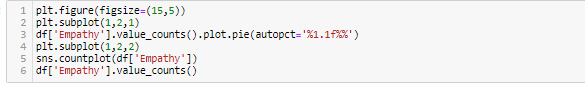 1 plt.figure(figsize=(15,5))
2 plt.subplot(1,2,1)
3 df['Empathy'].value_counts().plot.pie(autopct='%1.1f%%')
4 plt.subplot(1,2,2)
5 sns.countplot(df['Empathy'])
6 df['Empathy'].value_counts()